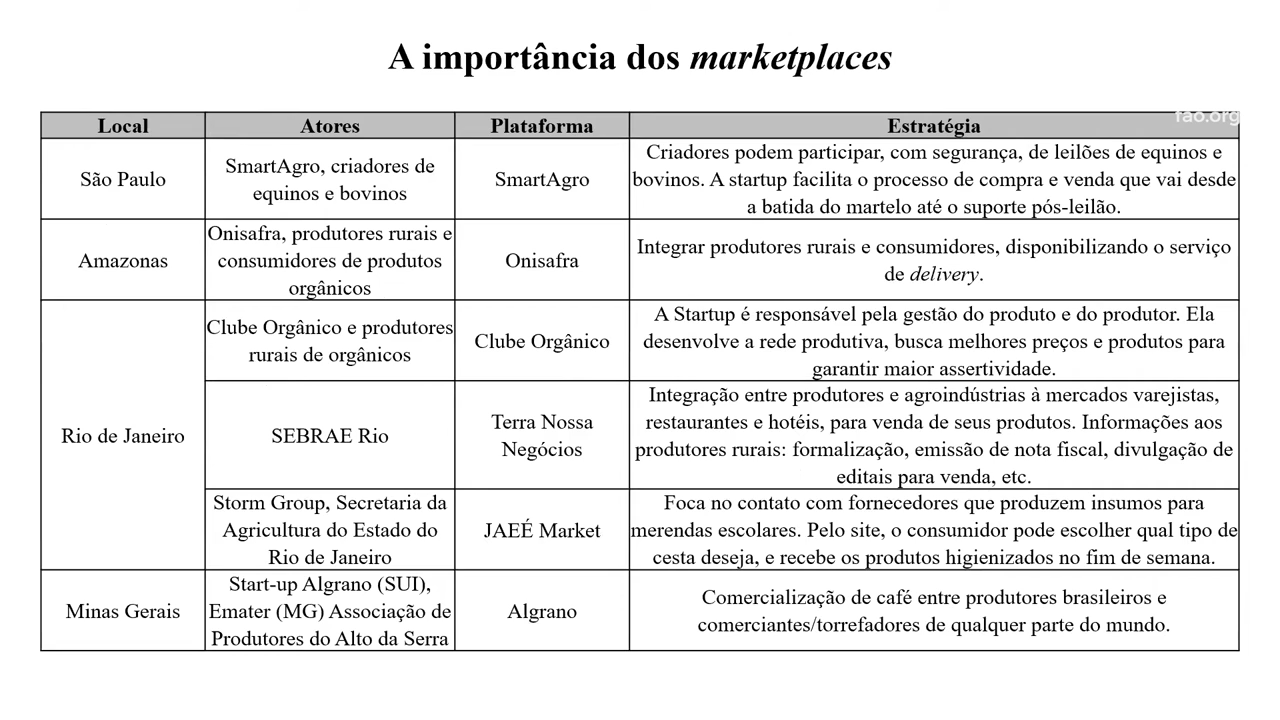 A importância dos marketplaces
fao.org
Local Atores Plataforma Estratégia
São Paulo
SmartAgro, criadores de
equinos e bovinos
SmartAgro
Criadores podem participar, com segurança, de leilões de equinos e
bovinos. A startup facilita o processo de compra e venda que vai desde
a batida do martelo até o suporte pós-leilão.
Amazonas
Onisafra, produtores rurais e
consumidores de produtos
orgânicos
Onisafra
Integrar produtores rurais e consumidores, disponibilizando o serviço
de delivery.
Rio de Janeiro
Clube Orgânico e produtores
rurais de orgânicos
Clube Orgânico
A Startup é responsável pela gestão do produto e do produtor. Ela
desenvolve a rede produtiva, busca melhores preços e produtos para
garantir maior assertividade.
SEBRAE Rio
Terra Nossa
Negócios
Integração entre produtores e agroindústrias à mercados varejistas,
restaurantes e hotéis, para venda de seus produtos. Informações aos
produtores rurais: formalização, emissão de nota fiscal, divulgação de
editais para venda, etc.
Storm Group, Secretaria da
Agricultura do Estado do
Rio de Janeiro
JAEÉ Market
Foca no contato com fornecedores que produzem insumos para
merendas escolares. Pelo site, o consumidor pode escolher qual tipo de
cesta deseja, e recebe os produtos higienizados no fim de semana.
Minas Gerais
Start-up Algrano (SUI),
Emater (MG) Associação de
Produtores do Alto da Serra
Algrano
Comercialização de café entre produtores brasileiros e
comerciantes/torrefadores de qualquer parte do mundo.